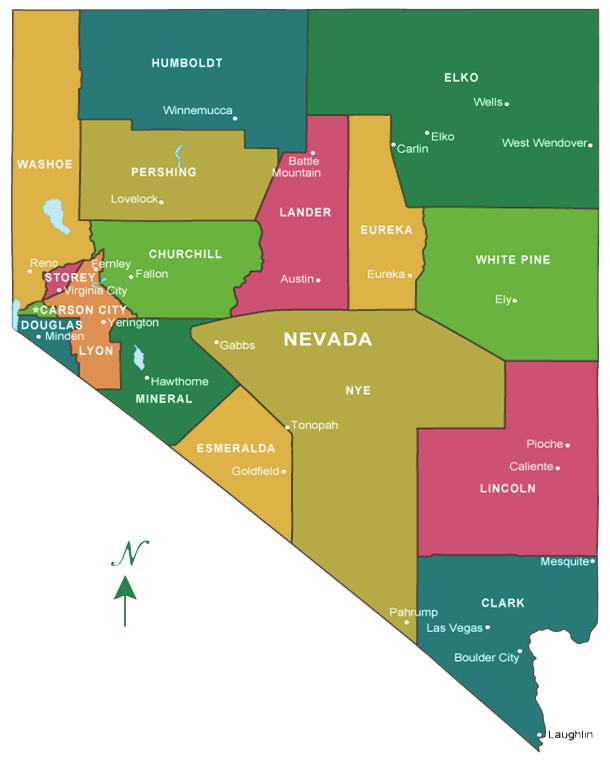 HUMBOLDT
ELKO
Winnemucca
Wells
Elko
West Wendover
Carlin
WASHOE
PERSHING
Battle
Mountain
Lovelock
LANDER
EUREKA
CHURCHILL
WHITE PINE
Reno
Fernley
STOREY
Fallon
Austin
Eureka
Virginia City
Ely
CARSON CITY
DOUGLAS
Yerington
Minden
NEVADA
LYON
Gabbs
Hawthorne
NYE
MINERAL
Tonopah
ESMERALDA
Pioche
Goldfield
Caliente
LINCOLN
N
Mesquite
CLARK
Pahrump
Las Vegas
Boulder City
Laughlin